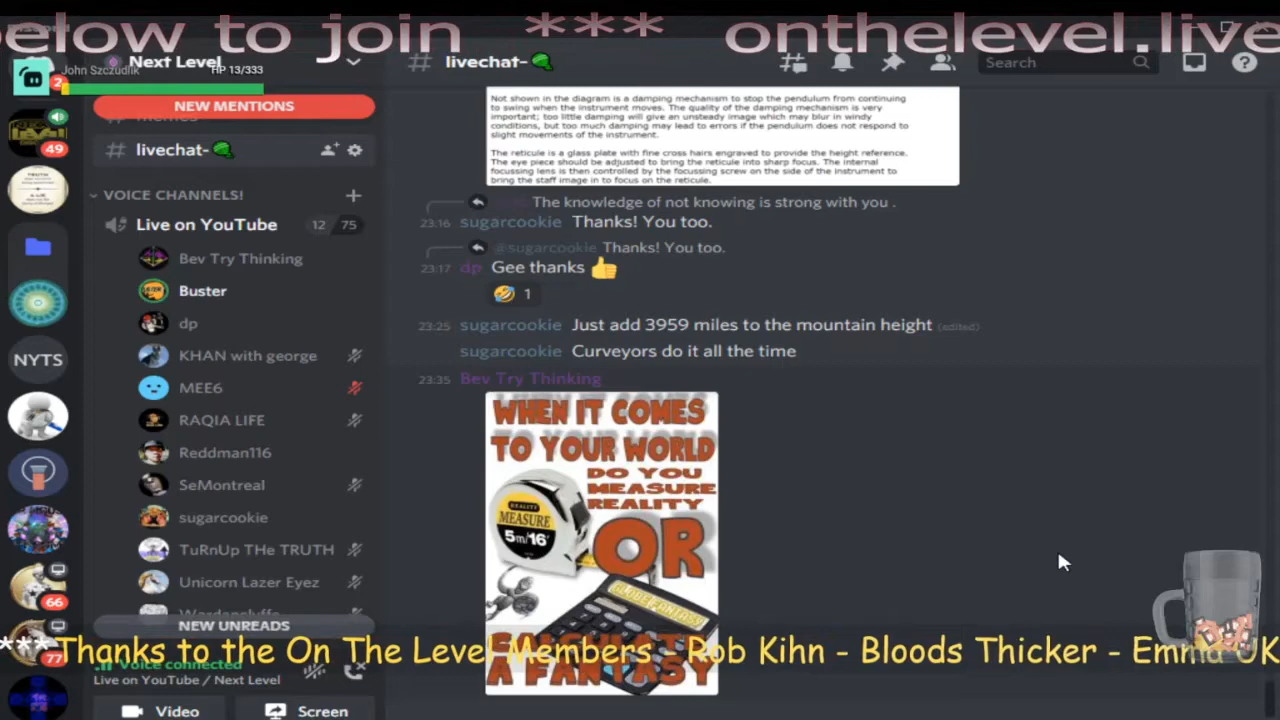 below to join *** onthelevel.live
John Szczudlik HP 13/333
Next Level
livechat-
Search
NEW MENTIONS
livechat-
VOICE CHANNELS!
Live on YouTube 12 75
Bev Try Thinking
Buster
dp
KHAN with george
MEE6
RAQIA LIFE
Reddman116
SeMontreal
sugarcookie
TuRnUp THe TRUTH
Unicorn Lazer Eyez
NEW UNREADS
Voice connected
Live on YouTube / Next Level
Video Screen
2
49
NYTS
66
77
Not shown in the diagram is a damping mechanism to stop the pendulum from continuing
to swing when the instrument moves. The quality of the damping mechanism is very
important; too little damping will give an unsteady image which may blur in windy
conditions, but too much damping may lead to errors if the pendulum does not respond to
slight movements of the instrument.
The reticule is a glass plate with fine cross hairs engraved to provide the height reference.
The eye piece should be adjusted to bring the reticule into sharp focus. The internal
focussing lens is then controlled by the focussing screw on the side of the instrument to
bring the staff image in to focus on the reticule.
The knowledge of not knowing is strong with you .
23:16 sugarcookie Thanks! You too.
@sugarcookie Thanks! You too.
23:17 dp Gee thanks
1
23:25 sugarcookie Just add 3959 miles to the mountain height (edited)
sugarcookie Curveyors do it all the time
23:35 Bev Try Thinking
WHEN IT COMES
TO YOUR WORLD
DO YOU
MEASURE
REALITY
OR
REALITY
MEASURE
5m/16'
GLOBE FANTASY
CALCULATE
A FANTASY
*** Thanks to the On The Level Members - Rob Kihn - Bloods Thicker - Emma UK